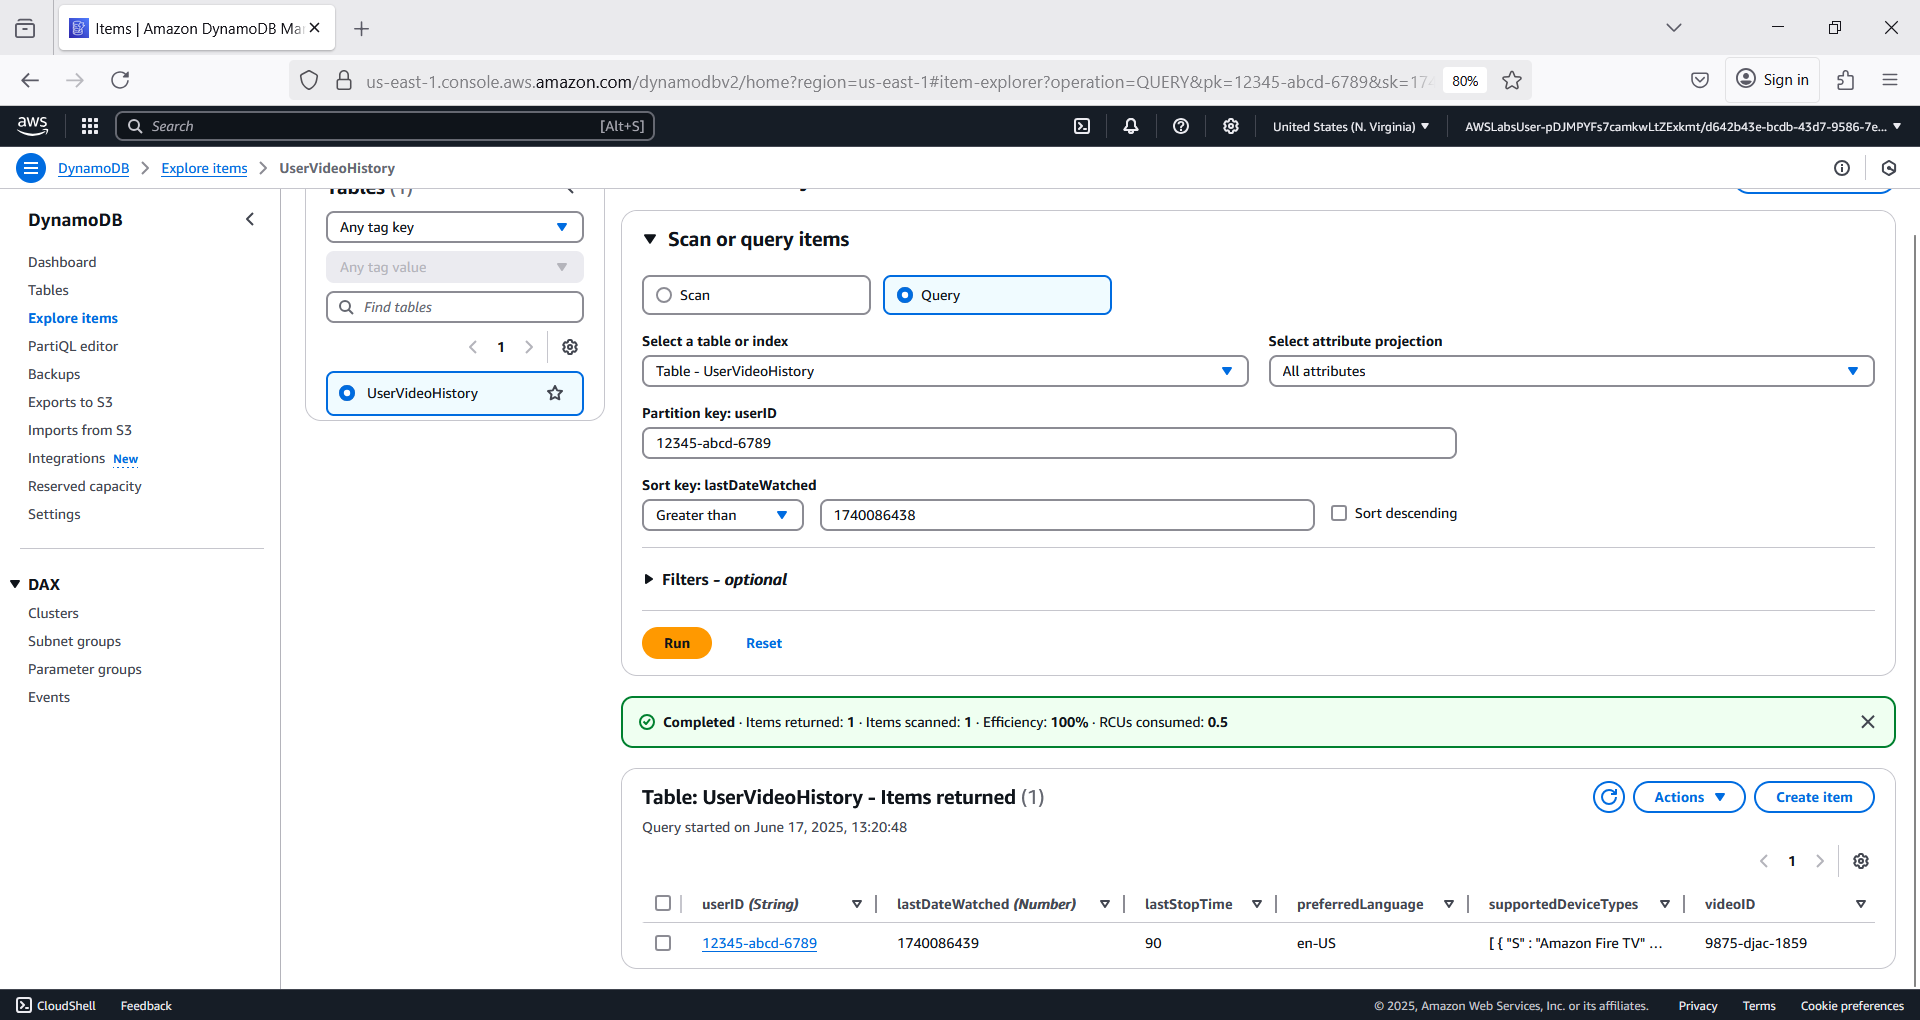 Items | Amazon DynamoDB Ma
us-east-1.console.aws.amazon.com/dynamodbv2/home?region=us-east-1#item-explorer?operation=QUERY&pk=12345-abcd-6789&sk=17
80%
Sign in
aws
Search
[Alt+S]
United States (N. Virginia)
AWSLabsUser-pDJMPYFs7camkwLtZExkmt/d642b43e-bcdb-43d7-9586-7e...
DynamoDB
Explore items
UserVideoHistory
DynamoDB
Dashboard
Tables
Explore items
PartiQL editor
Backups
Exports to S3
Imports from S3
Integrations New
Reserved capacity
Settings
DAX
Clusters
Subnet groups
Parameter groups
Events
Tables (1)
Any tag key
Any tag value
Find tables
1
UserVideoHistory
Scan or query items
Scan
Query
Select a table or index
Table - UserVideoHistory
Select attribute projection
All attributes
Partition key: userID
12345-abcd-6789
Sort key: lastDateWatched
Greater than
1740086438
Sort descending
Filters - optional
Run
Reset
Completed · Items returned: 1 · Items scanned: 1 · Efficiency: 100% · RCUs consumed: 0.5
Table: UserVideoHistory - Items returned (1)
Query started on June 17, 2025, 13:20:48
Actions
Create item
1
userID (String) lastDateWatched (Number) lastStopTime preferredLanguage supportedDeviceTypes videoID
12345-abcd-6789 1740086439 90 en-US [ { "S" : "Amazon Fire TV" ... 9875-djac-1859
CloudShell
Feedback
© 2025, Amazon Web Services, Inc. or its affiliates.
Privacy
Terms
Cookie preferences